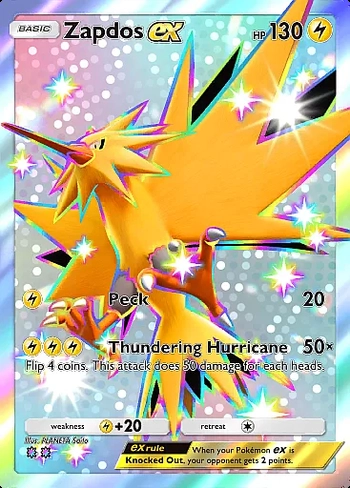 BASIC Zapdos ex HP 130
Peck 20
Thundering Hurricane 50×
Flip 4 coins. This attack does 50 damage for each heads.
weakness +20 retreat
Illus. PLANETA Saito
ex rule When your Pokémon ex is
Knocked Out, your opponent gets 2 points.